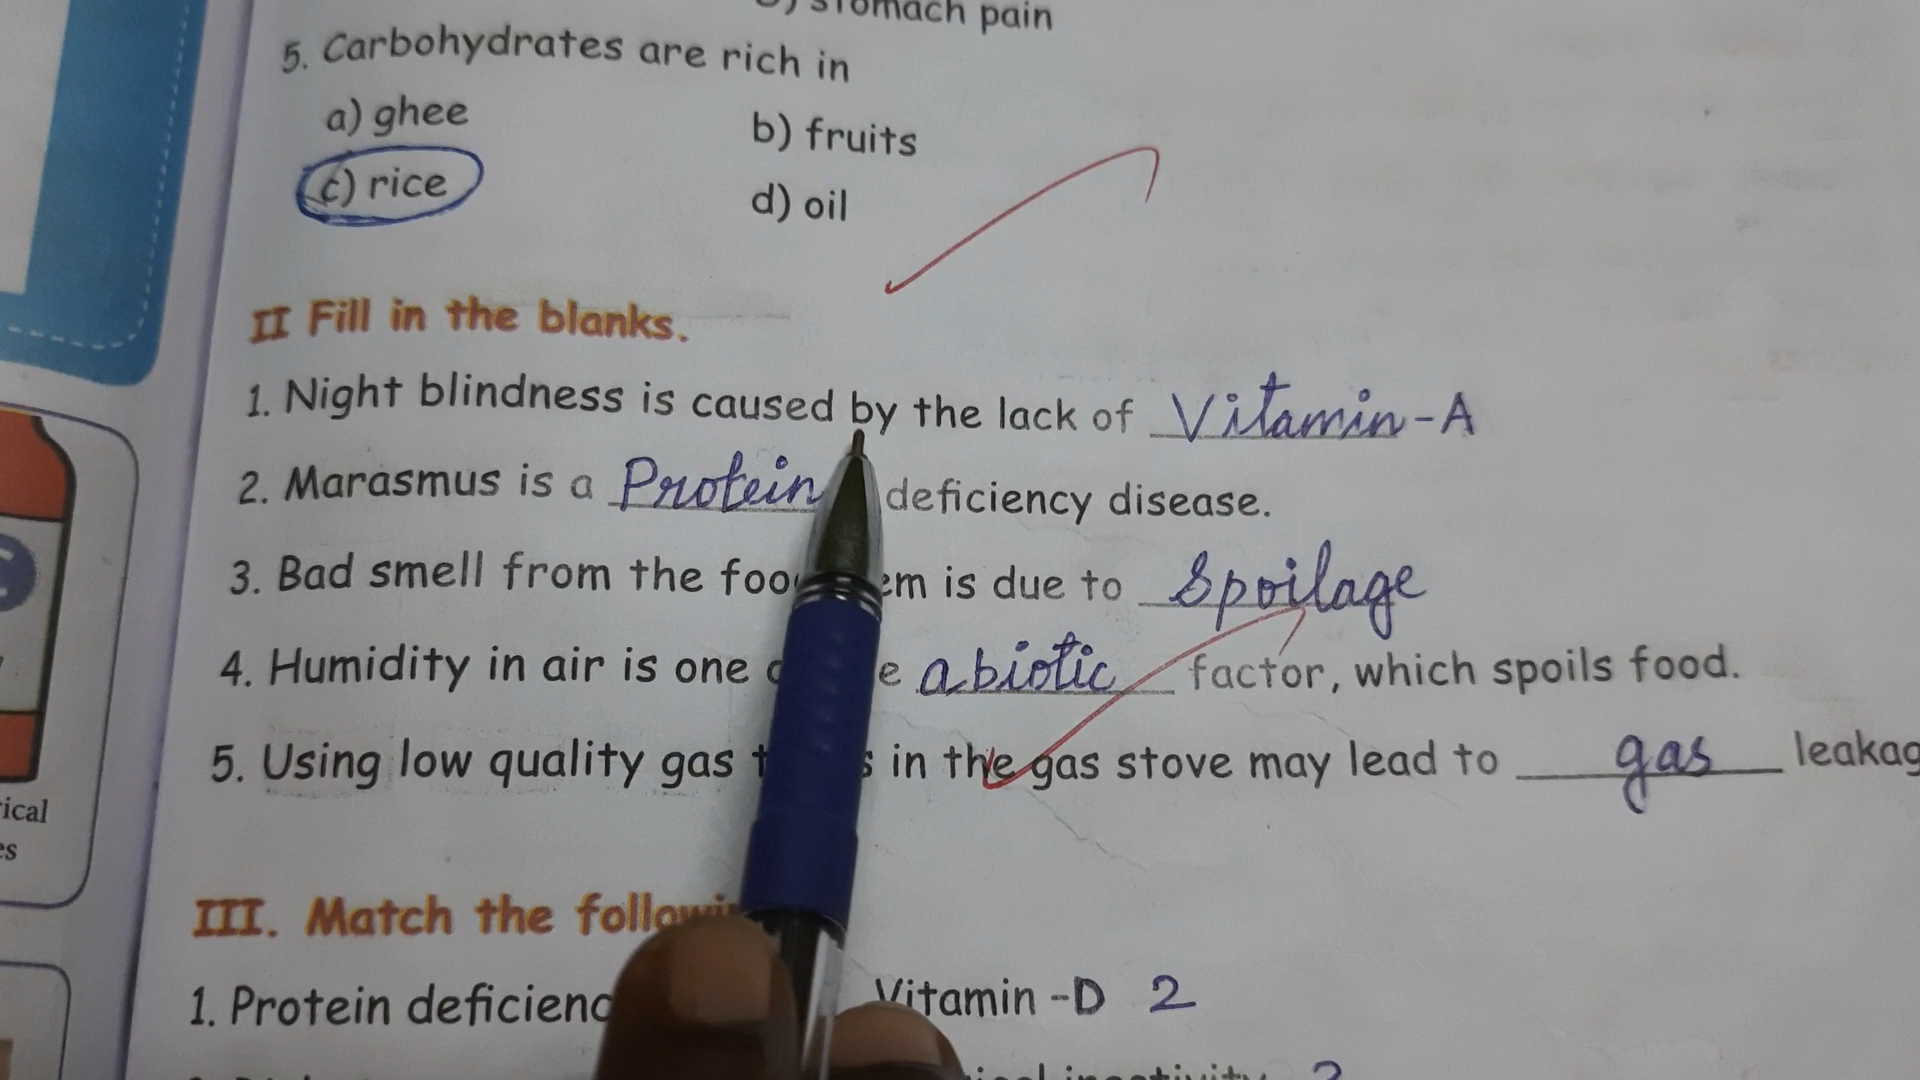 stomach pain
5. Carbohydrates are rich in
a) ghee
b) fruits
c) rice
d) oil
II Fill in the blanks.
1. Night blindness is caused by the lack of Vitamin-A
2. Marasmus is a Protein deficiency disease.
3. Bad smell from the is due to Spoilage
4. Humidity in air is one abiotic factor, which spoils food.
5. Using low quality gas in the gas stove may lead to gas leakag
III. Match the
1. Protein Vitamin -D 2
ical
es